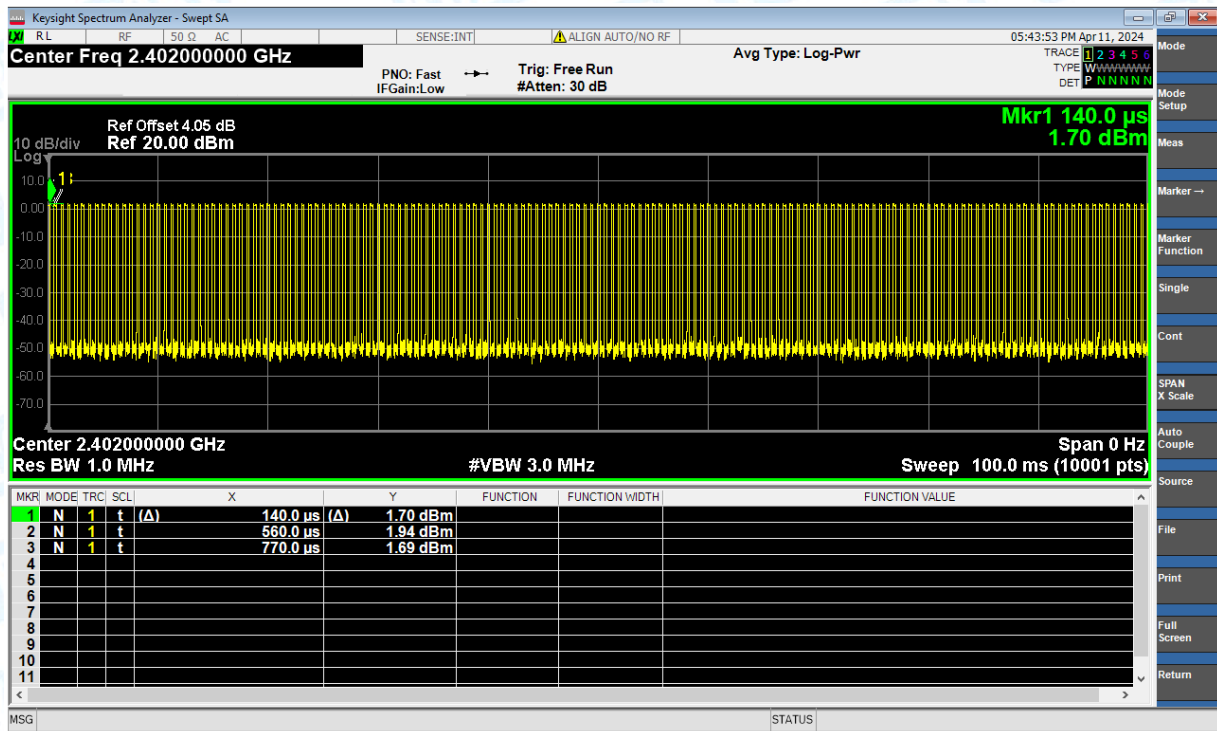 Keysight Spectrum Analyzer - Swept SA
LXI RL RF 50 Ω AC SENSE:INT ALIGN AUTO/NO RF 05:43:53 PM Apr 11, 2024
Center Freq 2.402000000 GHz
PNO: Fast
IFGain:Low
Trig: Free Run
#Atten: 30 dB
Avg Type: Log-Pwr
TRACE 1 2 3 4 5 6
TYPE WWWWWW
DET P N N N N N
Ref Offset 4.05 dB
10 dB/div Ref 20.00 dBm
Log
Mkr1 140.0 µs
1.70 dBm
1
10.0
0.00
-10.0
-20.0
-30.0
-40.0
-50.0
-60.0
-70.0
Center 2.402000000 GHz Span 0 Hz
Res BW 1.0 MHz #VBW 3.0 MHz Sweep 100.0 ms (10001 pts)
MKR MODE TRC SCL X Y FUNCTION FUNCTION WIDTH FUNCTION VALUE
1 N 1 t (Δ) 140.0 µs (Δ) 1.70 dBm
2 N 1 t 560.0 µs 1.94 dBm
3 N 1 t 770.0 µs 1.69 dBm
4
5
6
7
8
9
10
11
MSG STATUS
Mode
Mode
Setup
Meas
Marker →
Marker
Function
Single
Cont
SPAN
X Scale
Auto
Couple
Source
File
Print
Full
Screen
Return